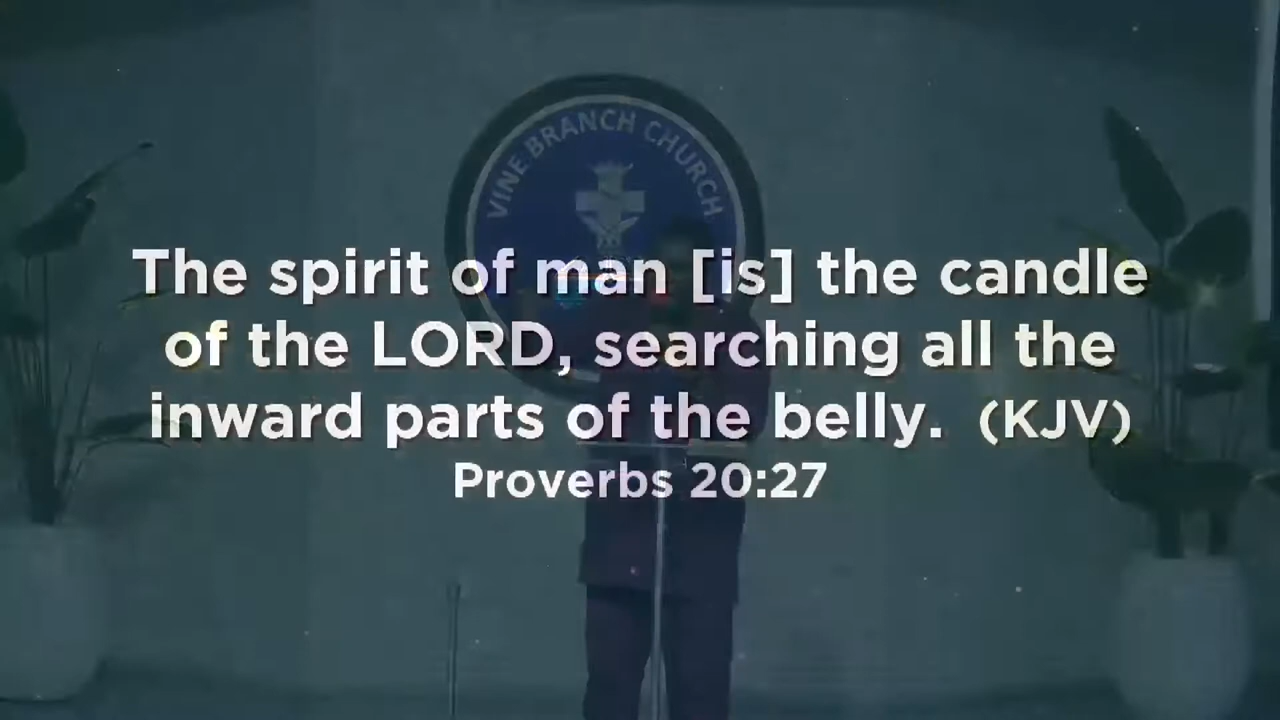 VINE BRANCH CHURCH
The spirit of man [is] the candle
of the LORD, searching all the
inward parts of the belly. (KJV)
Proverbs 20:27